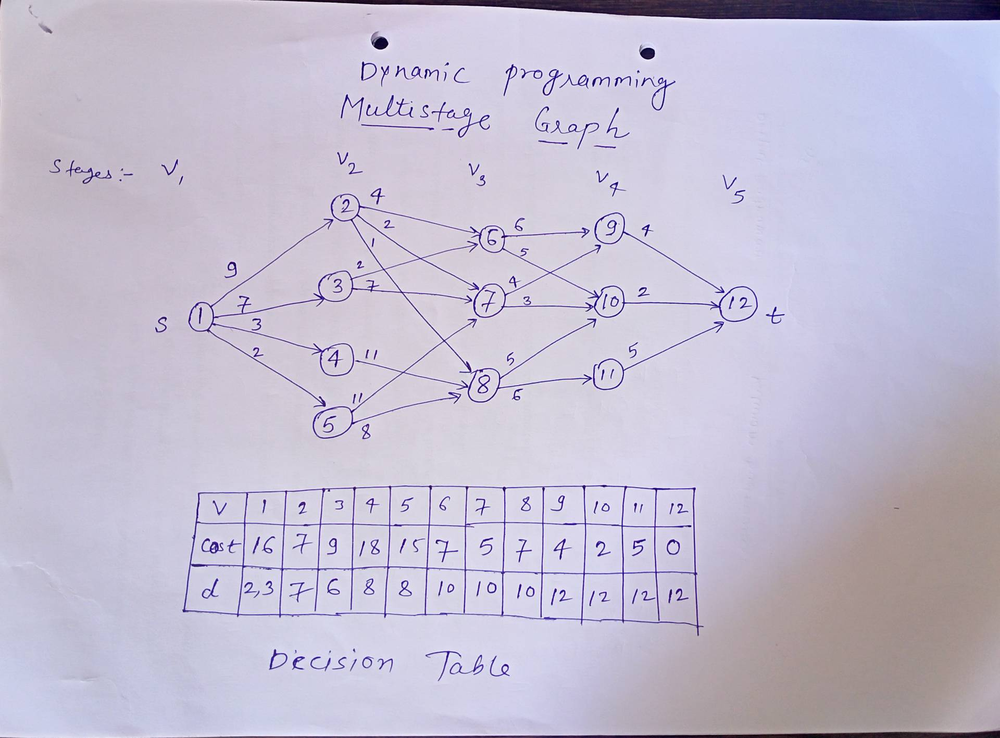 Dynamic programming
Multistage Graph
Stages:- V1 V2 V3 V4 V5
2 4
9
6 6
2
1
6 5
9 4
3 2
7
S 1 7
3
2
7 4
3
10 2
12 t
4 11
8 5
6
11 5
5 11
8
V 1 2 3 4 5 6 7 8 9 10 11 12
Cost 16 7 9 18 15 7 5 7 4 2 5 0
d 2,3 7 6 8 8 10 10 10 12 12 12 12
Decision Table